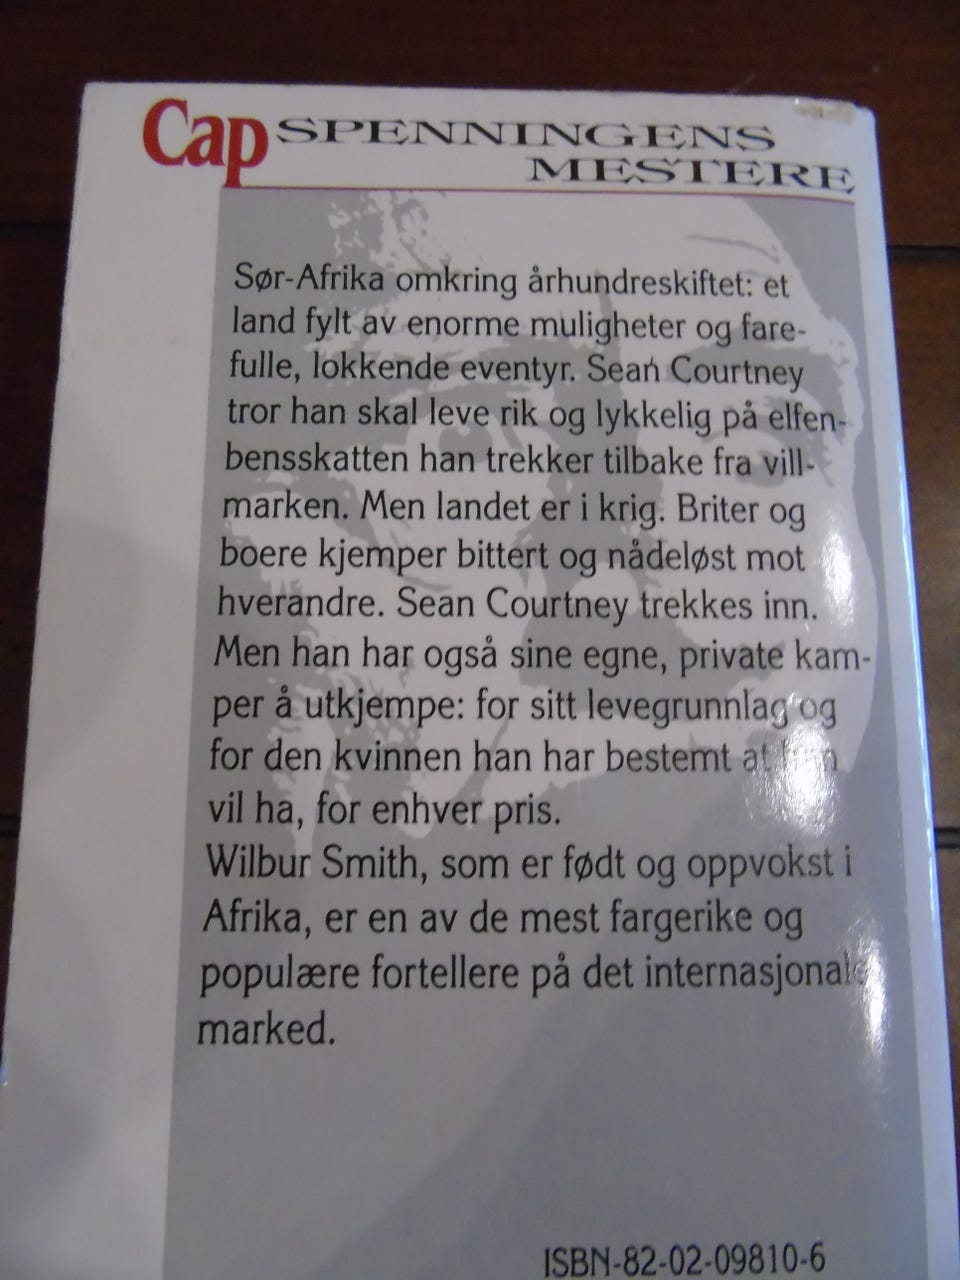 Cap SPENNINGENS
MESTERE
Sør-Afrika omkring århundreskiftet: et
land fylt av enorme muligheter og fare-
fulle, lokkende eventyr. Sean Courtney
tror han skal leve rik og lykkelig på elfen-
bensskatten han trekker tilbake fra vill-
marken. Men landet er i krig. Briter og
boere kjemper bittert og nådeløst mot
hverandre. Sean Courtney trekkes inn.
Men han har også sine egne, private kam-
per å utkjempe: for sitt levegrunnlag og
for den kvinnen han har bestemt at han
vil ha, for enhver pris.
Wilbur Smith, som er født og oppvokst i
Afrika, er en av de mest fargerike og
populære fortellere på det internasjonale
marked.
ISBN-82-02-09810-6